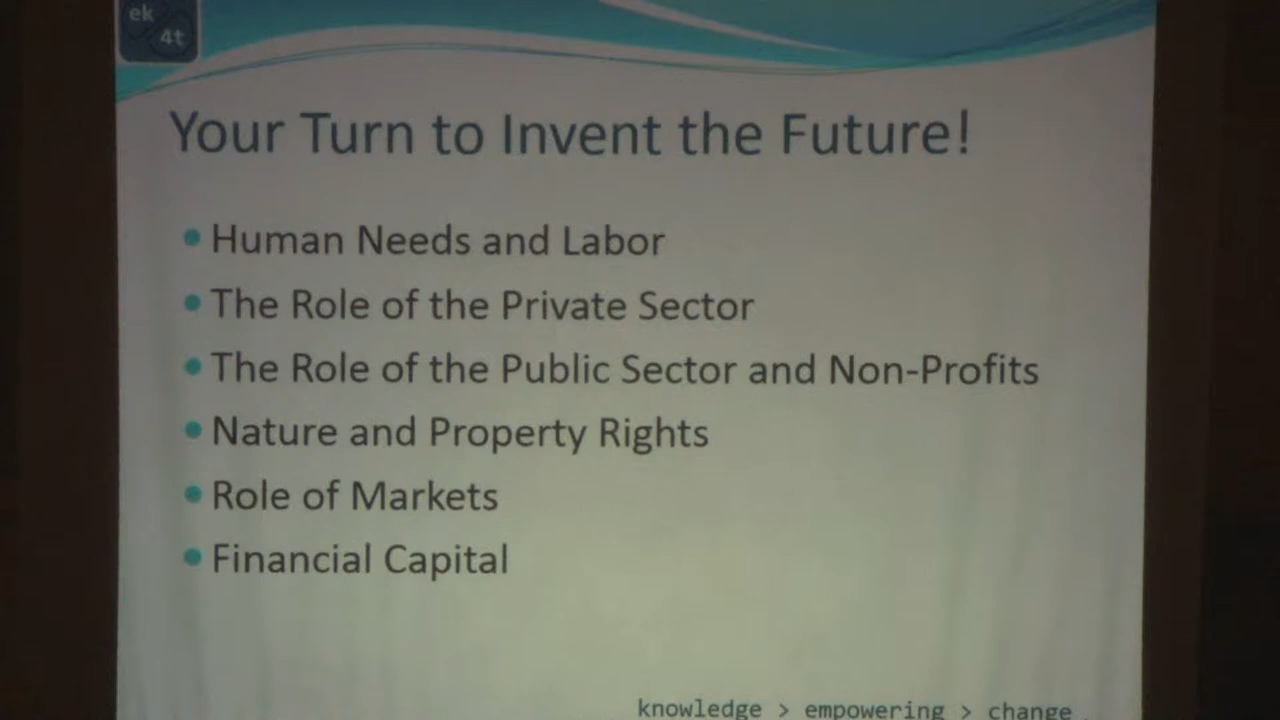 ek
4t
Your Turn to Invent the Future!
• Human Needs and Labor
• The Role of the Private Sector
• The Role of the Public Sector and Non-Profits
• Nature and Property Rights
• Role of Markets
• Financial Capital
knowledge > empowering > change